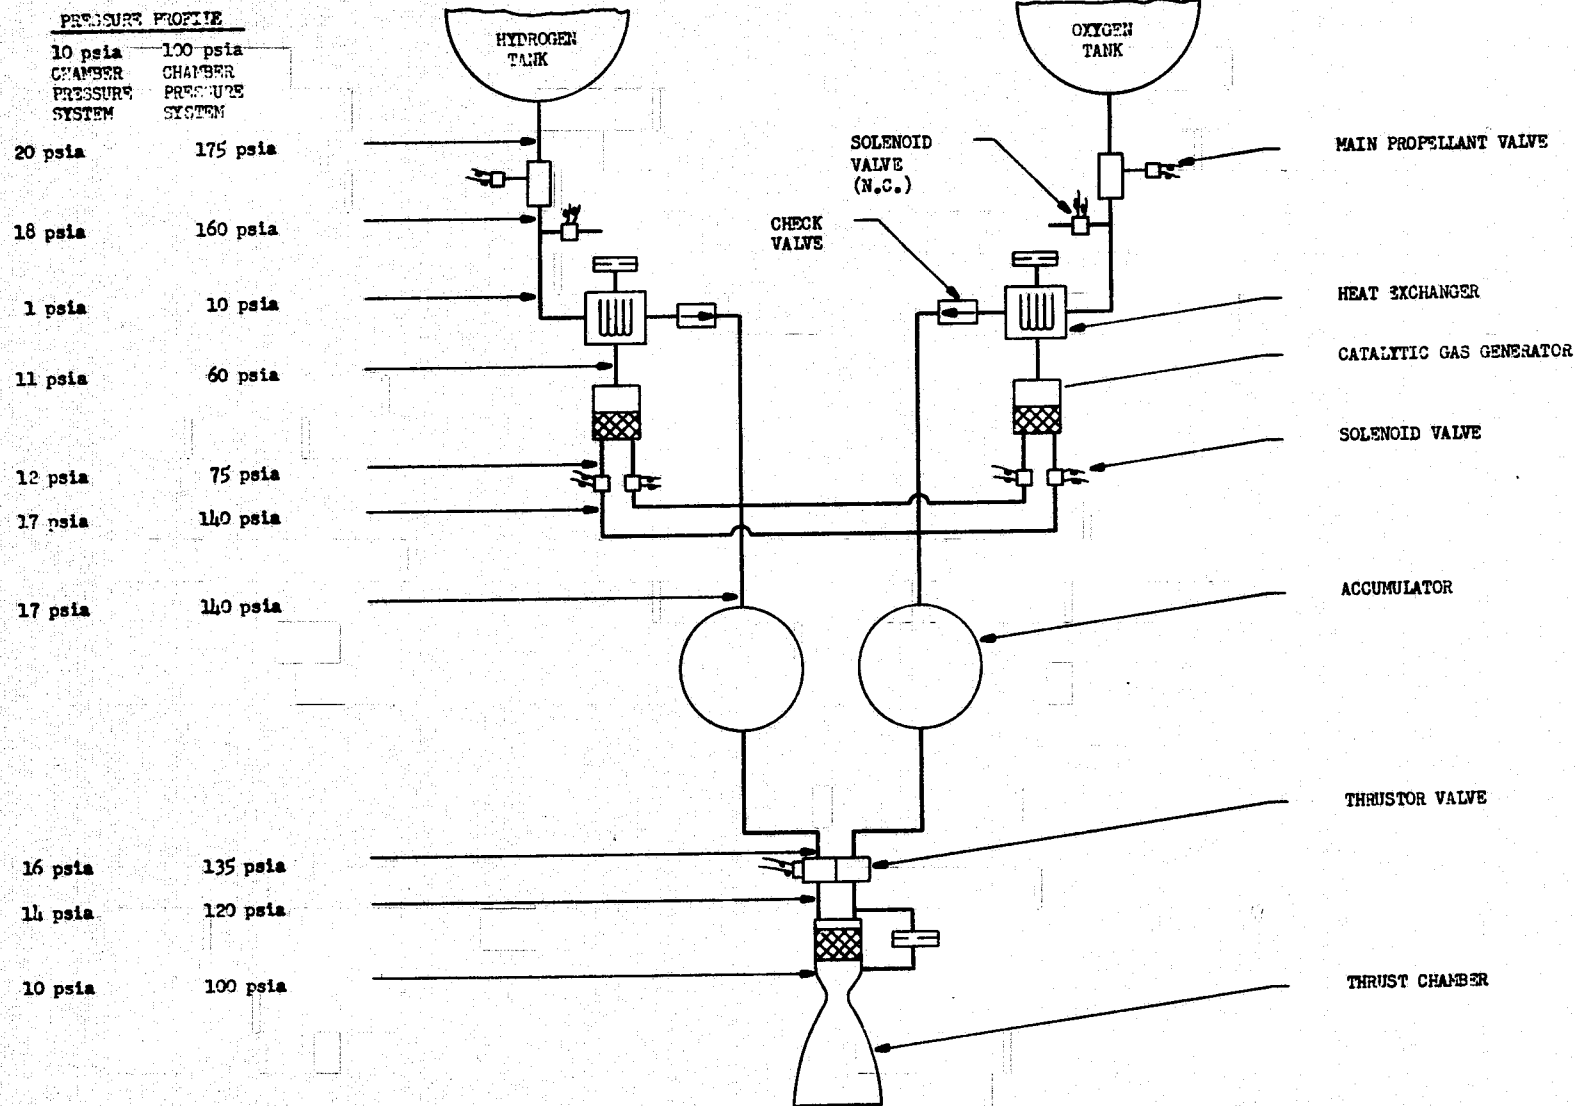 PRESSURE PROFILE
10 psia 100 psia
CHAMBER CHAMBER
PRESSURE PRESSURE
SYSTEM SYSTEM
20 psia 175 psia
18 psia 160 psia
1 psia 10 psia
11 psia 60 psia
12 psia 75 psia
17 psia 140 psia
17 psia 140 psia
16 psia 135 psia
14 psia 120 psia
10 psia 100 psia
HYDROGEN
TANK
OXYGEN
TANK
SOLENOID
VALVE
(N.C.)
CHECK
VALVE
MAIN PROPELLANT VALVE
HEAT EXCHANGER
CATALYTIC GAS GENERATOR
SOLENOID VALVE
ACCUMULATOR
THRUSTOR VALVE
THRUST CHAMBER